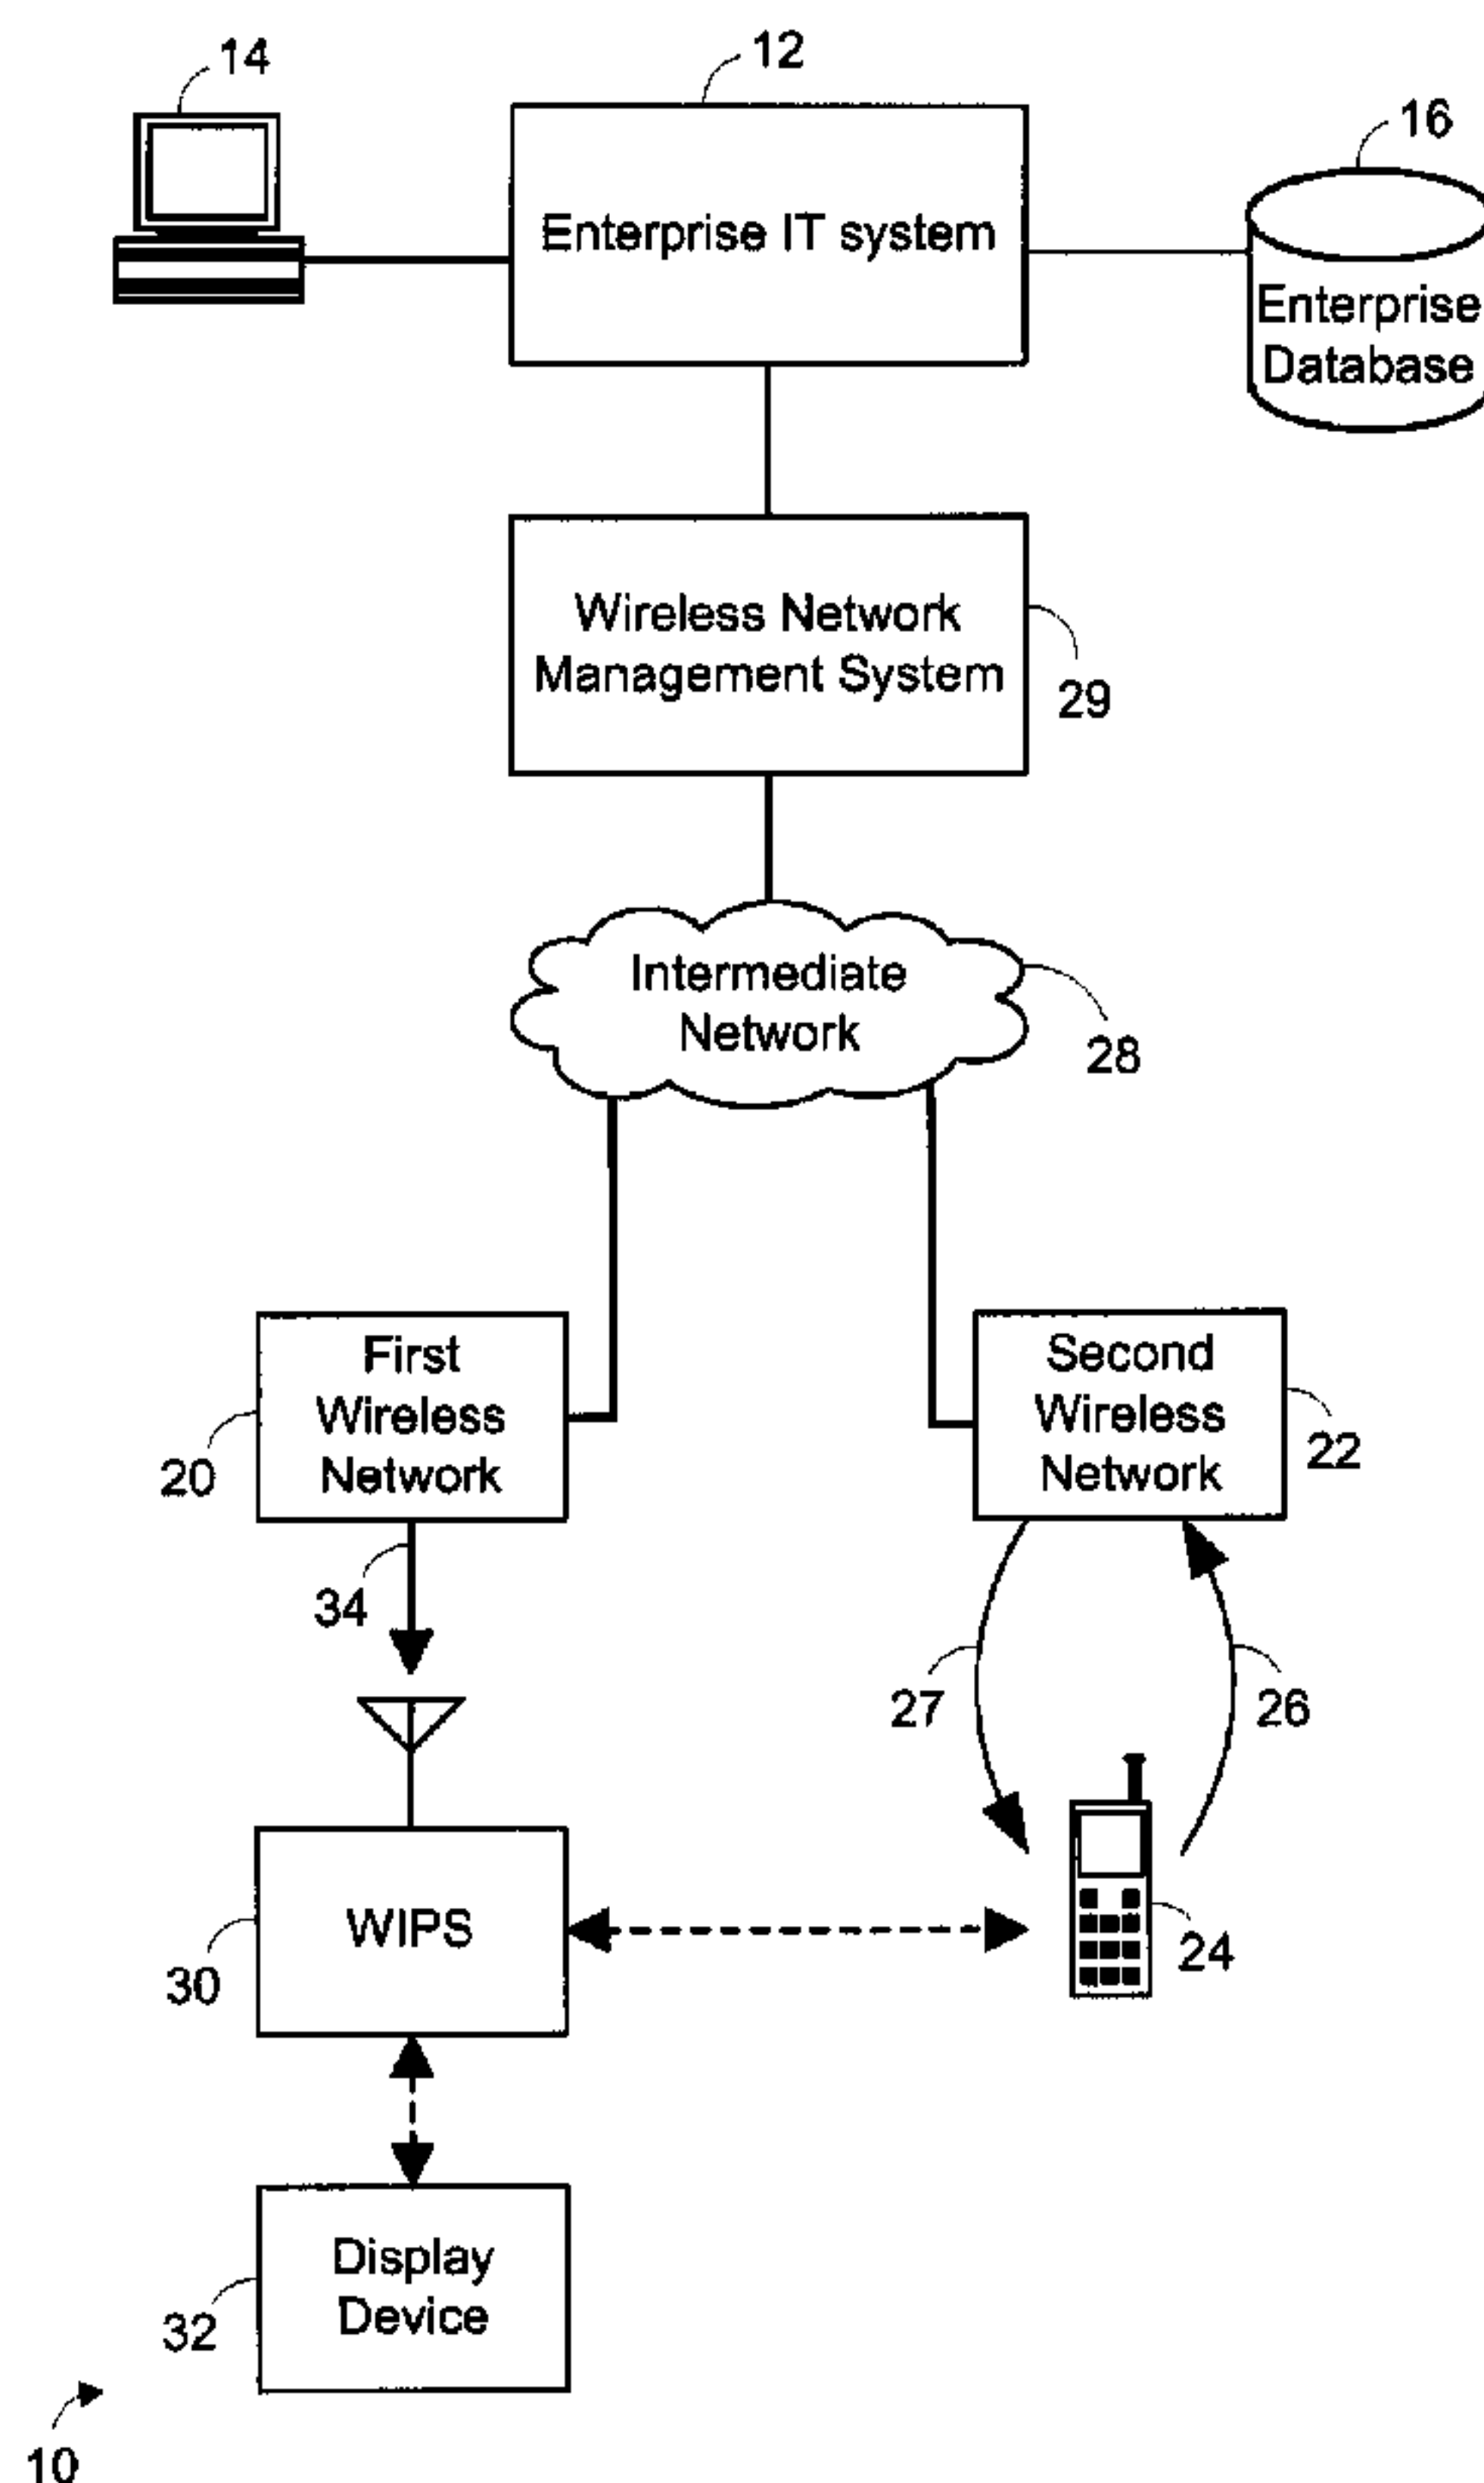 14
12
16
Enterprise IT system
Enterprise
Database
Wireless Network
Management System
29
Intermediate
Network
28
First
Wireless
Network
20
Second
Wireless
Network
22
34
27
26
WIPS
30
24
Display
Device
32
10